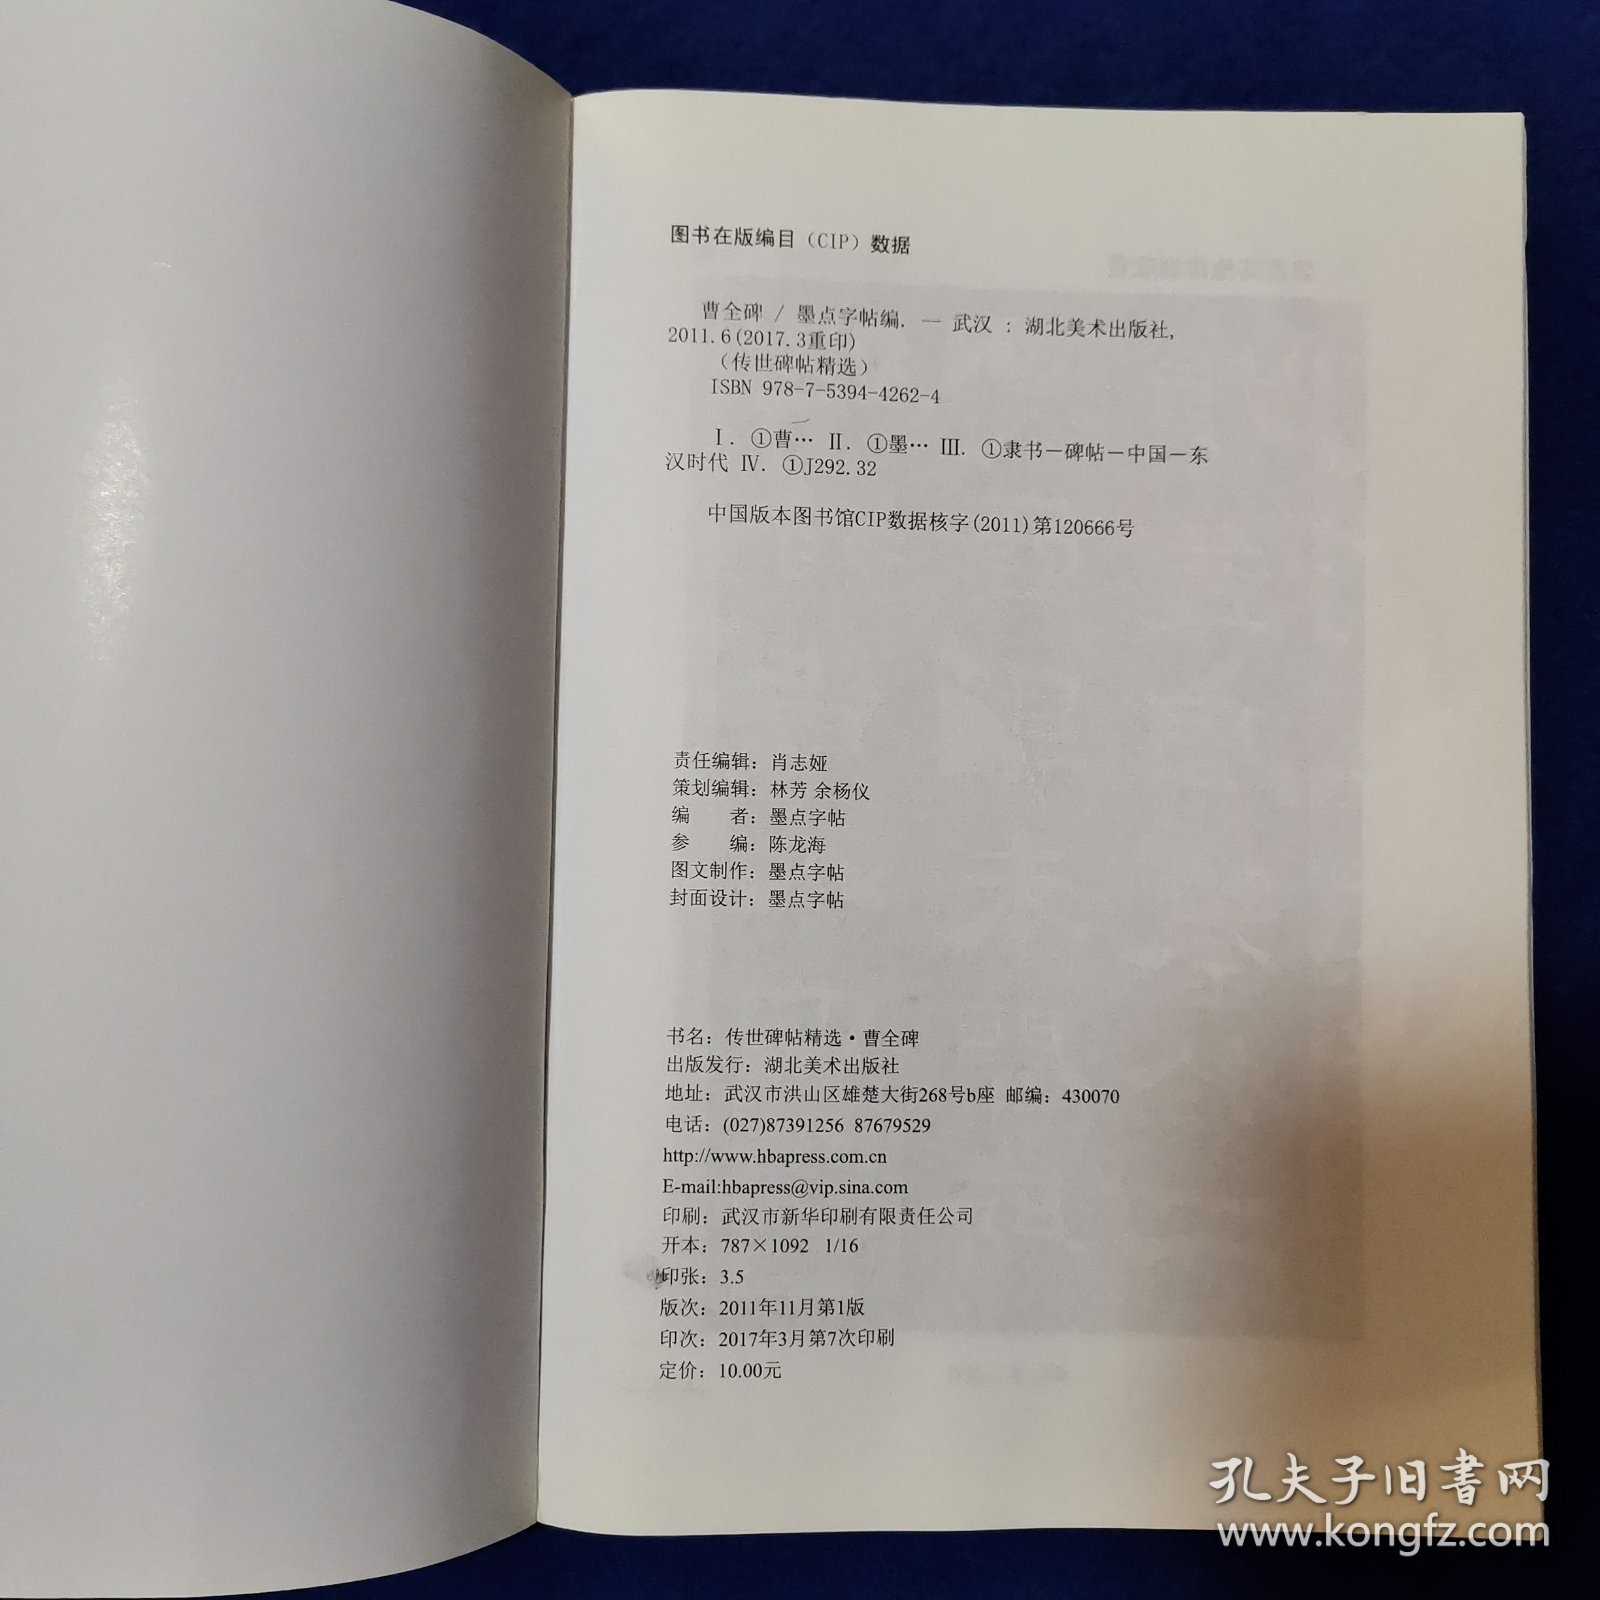 图书在版编目（CIP）数据
曹全碑 / 墨点字帖编. — 武汉 : 湖北美术出版社,
2011.6(2017.3重印)
（传世碑帖精选）
ISBN 978-7-5394-4262-4
Ⅰ. ①曹… Ⅱ. ①墨… Ⅲ. ①隶书—碑帖—中国—东
汉时代 Ⅳ. ①J292.32
中国版本图书馆CIP数据核字(2011)第120666号
责任编辑：肖志娅
策划编辑：林芳 余杨仪
编　　者：墨点字帖
参　　编：陈龙海
图文制作：墨点字帖
封面设计：墨点字帖
书名：传世碑帖精选·曹全碑
出版发行：湖北美术出版社
地址：武汉市洪山区雄楚大街268号b座 邮编：430070
电话：(027)87391256 87679529
http://www.hbapress.com.cn
E-mail:hbapress@vip.sina.com
印刷：武汉市新华印刷有限责任公司
开本：787×1092 1/16
印张：3.5
版次：2011年11月第1版
印次：2017年3月第7次印刷
定价：10.00元
孔夫子旧书网
www.kongfz.com